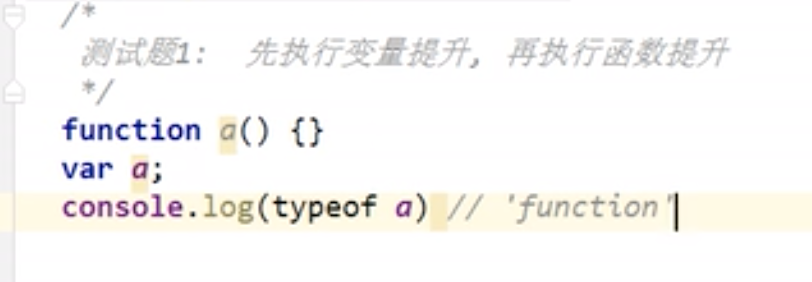 /*
测试题1:  先执行变量提升, 再执行函数提升
*/
function a() {}
var a;
console.log(typeof a) // 'function'